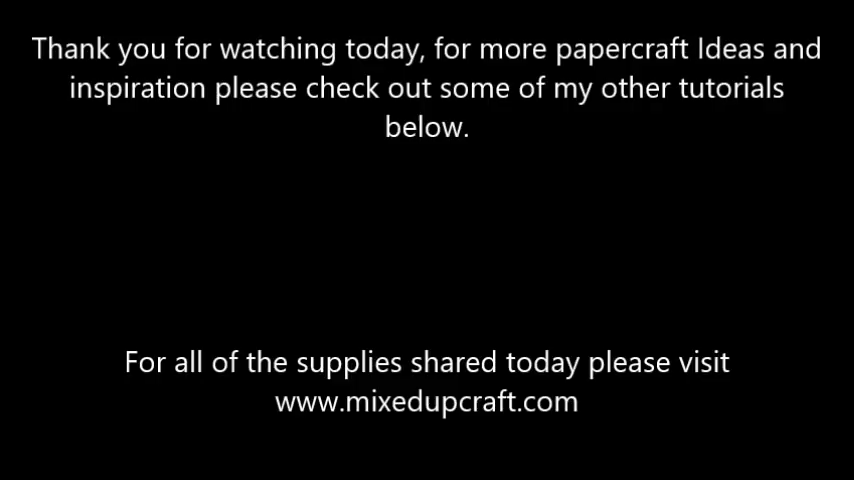 Thank you for watching today, for more papercraft Ideas and
inspiration please check out some of my other tutorials
below.
For all of the supplies shared today please visit
www.mixedupcraft.com